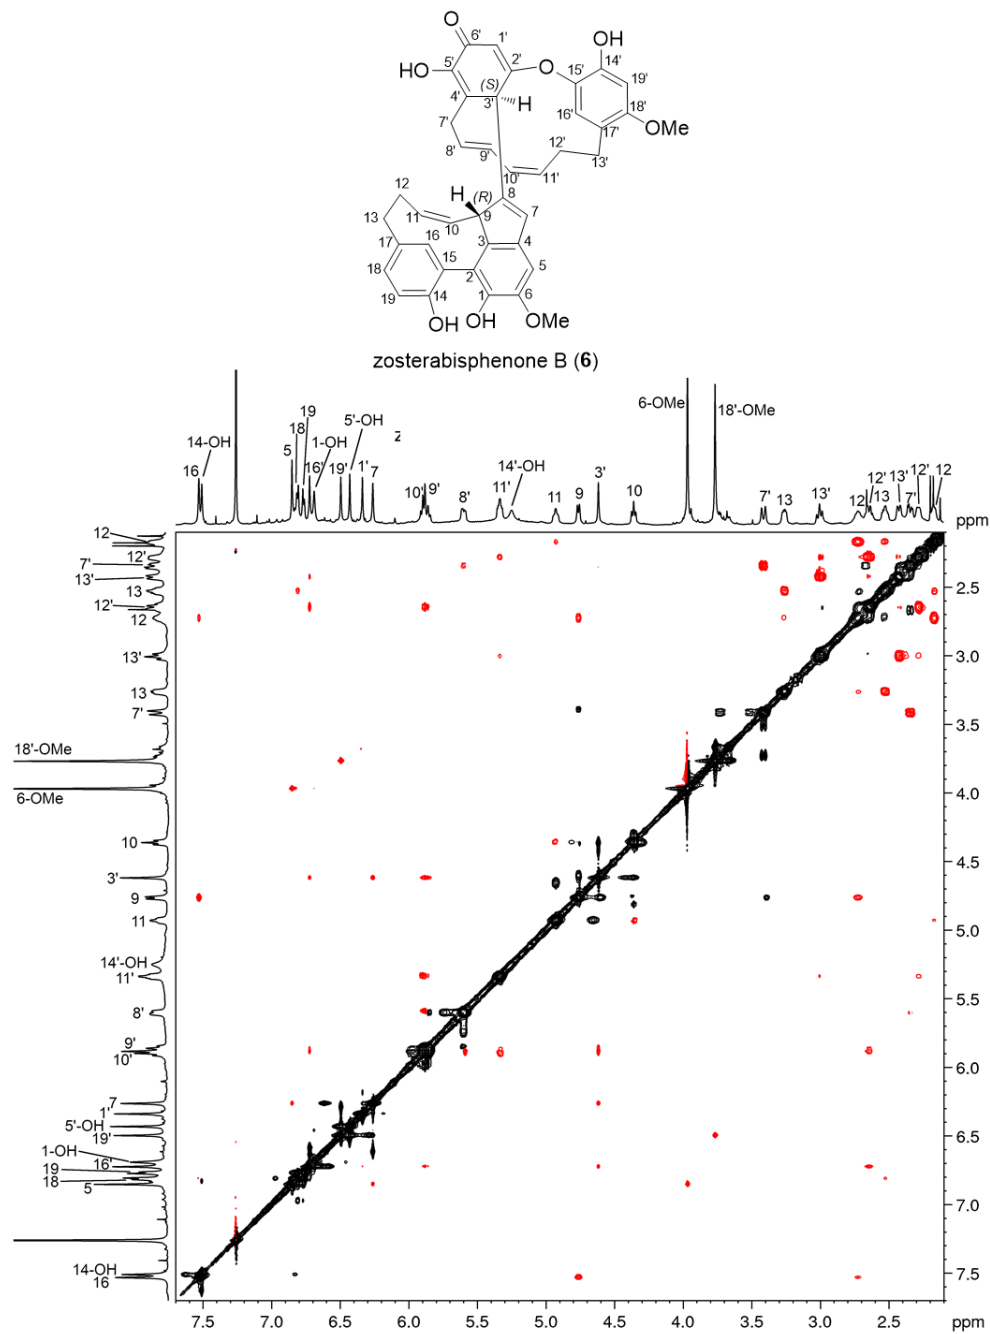 O
6' 1'
HO 5' 2' O 15' OH 14'
(S) 19'
4' 3' H 16' 18'
7' 17' OMe
8' 9' 12' 13'
10' 11'
12 H (R) 8
13 11 10 9 7
17 16 3 4
18 15 2 5
19 14 1 6
OH OH OMe
zosterabisphenone B (6)
6-OMe 18'-OMe
14-OH 19 5'-OH
16 5 18 16' 1-OH 19' 1' 7 10' 9' 8' 11' 14'-OH 11 9 3' 10 7' 13 13' 12 12' 13 13' 7' 12' 12
z
ppm
12
12'
7'
13'
13
12'
12
13'
13
7'
18'-OMe
6-OMe
10
3'
9
11
14'-OH
11'
8'
9'
10'
7
1'
5'-OH
19'
1-OH
16'
19
18
5
14-OH
16
2.5
3.0
3.5
4.0
4.5
5.0
5.5
6.0
6.5
7.0
7.5
7.5 7.0 6.5 6.0 5.5 5.0 4.5 4.0 3.5 3.0 2.5 ppm